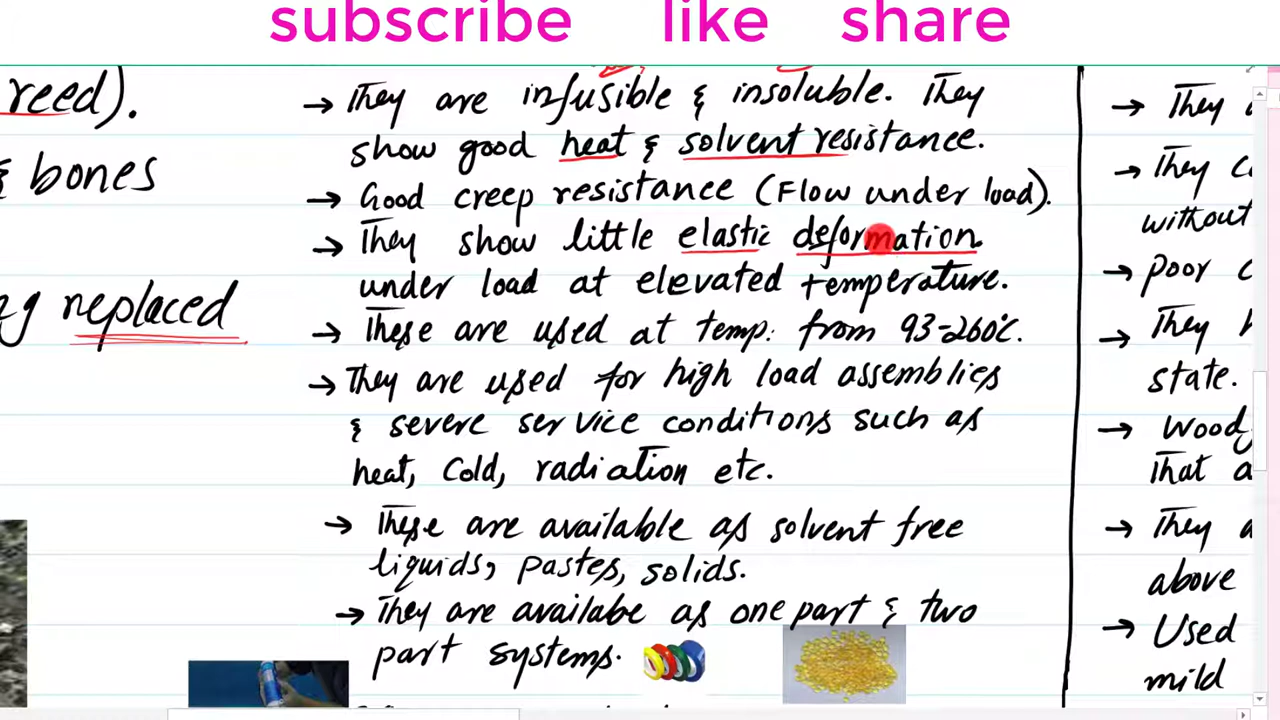 subscribe like share
reed).
& bones
replaced
→ They are infusible & insoluble. They
show good heat & solvent resistance.
→ Good creep resistance (Flow under load).
→ They show little elastic deformation
under load at elevated temperature.
→ These are used at temp: from 93-260°C.
→ They are used for high load assemblies
& severe service conditions such as
heat, cold, radiation etc.
→ These are available as solvent free
liquids, pastes, solids.
→ They are availabe as one part & two
part systems.
→ They
→ They
without
→ poor
→ They
state.
→ Wood,
That
→ They
above
→ Used
mild